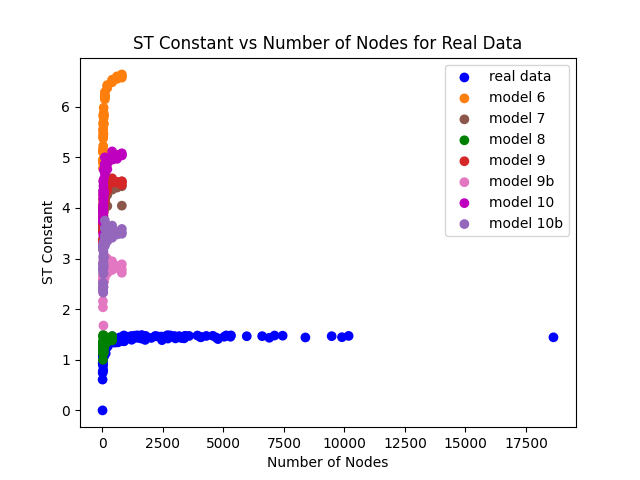 ST Constant vs Number of Nodes for Real Data
ST Constant
6
5
4
3
2
1
0
real data
model 6
model 7
model 8
model 9
model 9b
model 10
model 10b
0
2500
5000
7500
10000
12500
15000
17500
Number of Nodes